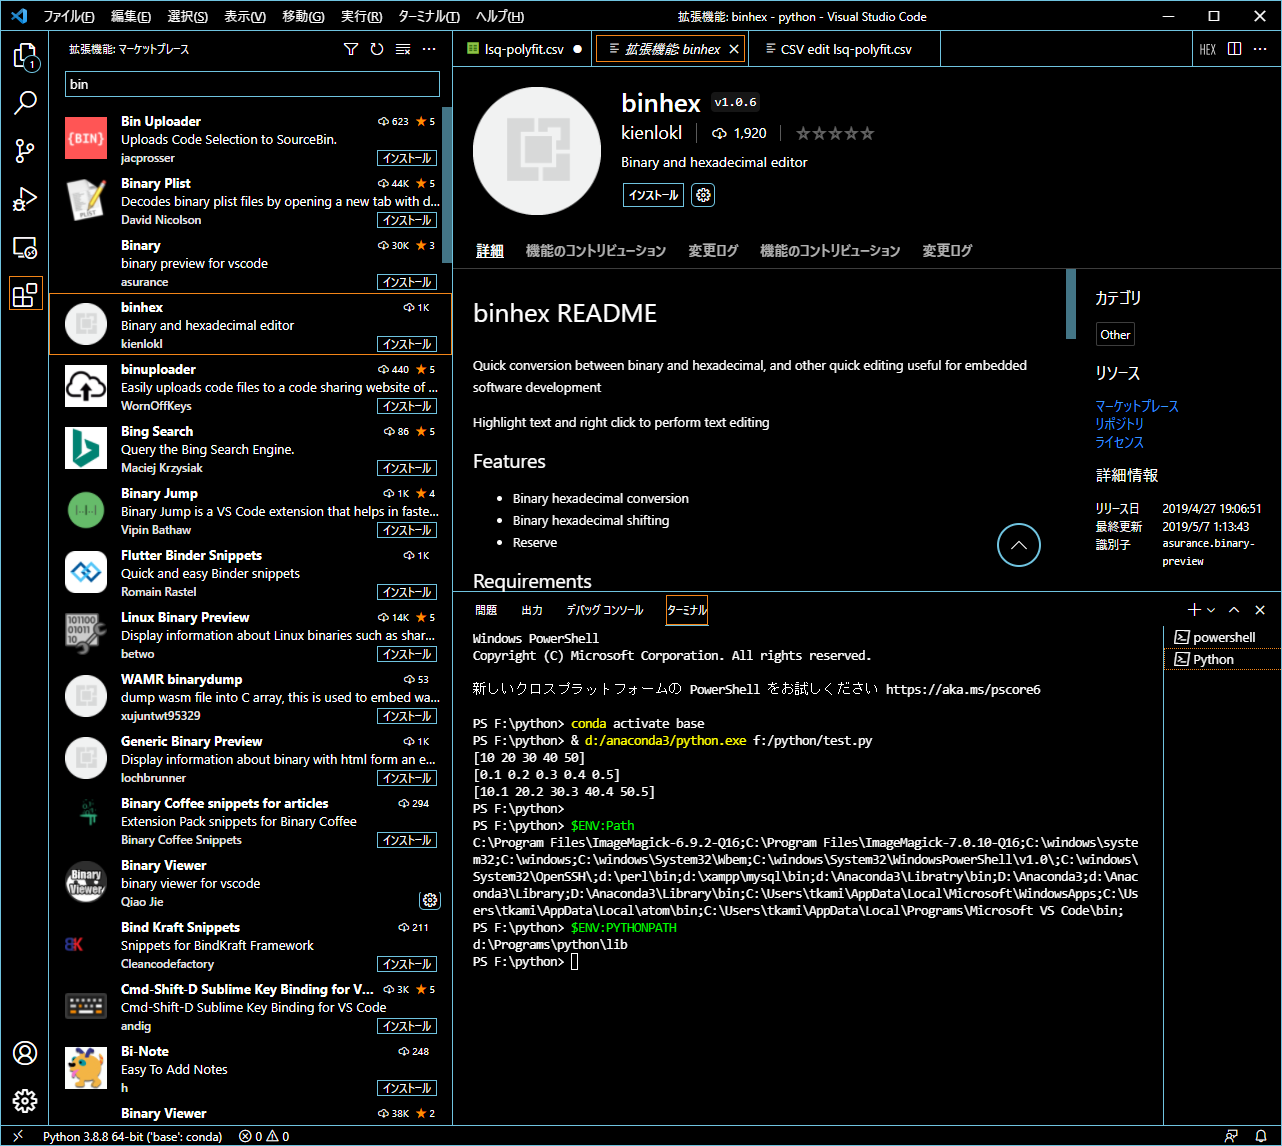 ファイル(F) 編集(E) 選択(S) 表示(V) 移動(G) 実行(R) ターミナル(T) ヘルプ(H) 拡張機能: binhex - python - Visual Studio Code
拡張機能: マーケットプレース
bin
1
Bin Uploader 623 5
Uploads Code Selection to SourceBin.
jacprosser インストール
{BIN}
Binary Plist 44K 5
Decodes binary plist files by opening a new tab with d...
David Nicolson インストール
PLIST
Binary 30K 3
binary preview for vscode
asurance インストール
binhex 1K
Binary and hexadecimal editor
kienlokl インストール
binuploader 440 5
Easily uploads code files to a code sharing website of ...
WornOffKeys インストール
Bing Search 86 5
Query the Bing Search Engine.
Maciej Krzysiak インストール
Binary Jump 1K 4
Binary Jump is a VS Code extension that helps in faste...
Vipin Bathaw インストール
Flutter Binder Snippets 1K
Quick and easy Binder snippets
Romain Rastel インストール
Linux Binary Preview 14K 5
Display information about Linux binaries such as shar...
betwo インストール
WAMR binarydump 53
dump wasm file into C array, this is used to embed wa...
xujuntwt95329 インストール
Generic Binary Preview 1K
Display information about binary with html form an e...
lochbrunner インストール
Binary Coffee snippets for articles 294
Extension Pack snippets for Binary Coffee
Binary Coffee Snippets インストール
Binary Viewer
binary viewer for vscode
Qiao Jie
Binary
Viewer
Bind Kraft Snippets 211
Snippets for BindKraft Framework
Cleancodefactory インストール
BK
Cmd-Shift-D Sublime Key Binding for V... 3K 5
Cmd-Shift-D Sublime Key Binding for VS Code
andig インストール
Bi-Note 248
Easy To Add Notes
h インストール
Binary Viewer 38K 2
lsq-polyfit.csv 拡張機能: binhex CSV edit lsq-polyfit.csv HEX
binhex v1.0.6
kienlokl 1,920
Binary and hexadecimal editor
インストール
詳細 機能のコントリビューション 変更ログ 機能のコントリビューション 変更ログ
binhex README
Quick conversion between binary and hexadecimal, and other quick editing useful for embedded
software development
Highlight text and right click to perform text editing
Features
Binary hexadecimal conversion
Binary hexadecimal shifting
Reserve
Requirements
カテゴリ
Other
リソース
マーケットプレース
リポジトリ
ライセンス
詳細情報
リリース日 2019/4/27 19:06:51
最終更新 2019/5/7 1:13:43
識別子 asurance.binary-
preview
問題 出力 デバッグ コンソール ターミナル
powershell
Python
Windows PowerShell
Copyright (C) Microsoft Corporation. All rights reserved.
新しいクロスプラットフォームの PowerShell をお試しください https://aka.ms/pscore6
PS F:\python> conda activate base
PS F:\python> & d:/anaconda3/python.exe f:/python/test.py
[10 20 30 40 50]
[0.1 0.2 0.3 0.4 0.5]
[10.1 20.2 30.3 40.4 50.5]
PS F:\python>
PS F:\python> $ENV:Path
C:\Program Files\ImageMagick-6.9.2-Q16;C:\Program Files\ImageMagick-7.0.10-Q16;C:\windows\syste
m32;C:\windows;C:\windows\System32\Wbem;C:\windows\System32\WindowsPowerShell\v1.0\;C:\windows\
System32\OpenSSH\;d:\perl\bin;d:\xampp\mysql\bin;d:\Anaconda3\Libratry\bin;D:\Anaconda3;d:\Anac
onda3\Library;D:\Anaconda3\Library\bin;C:\Users\tkami\AppData\Local\Microsoft\WindowsApps;C:\Us
ers\tkami\AppData\Local\atom\bin;C:\Users\tkami\AppData\Local\Programs\Microsoft VS Code\bin;
PS F:\python> $ENV:PYTHONPATH
d:\Programs\python\lib
PS F:\python>
Python 3.8.8 64-bit ('base': conda) 0 0